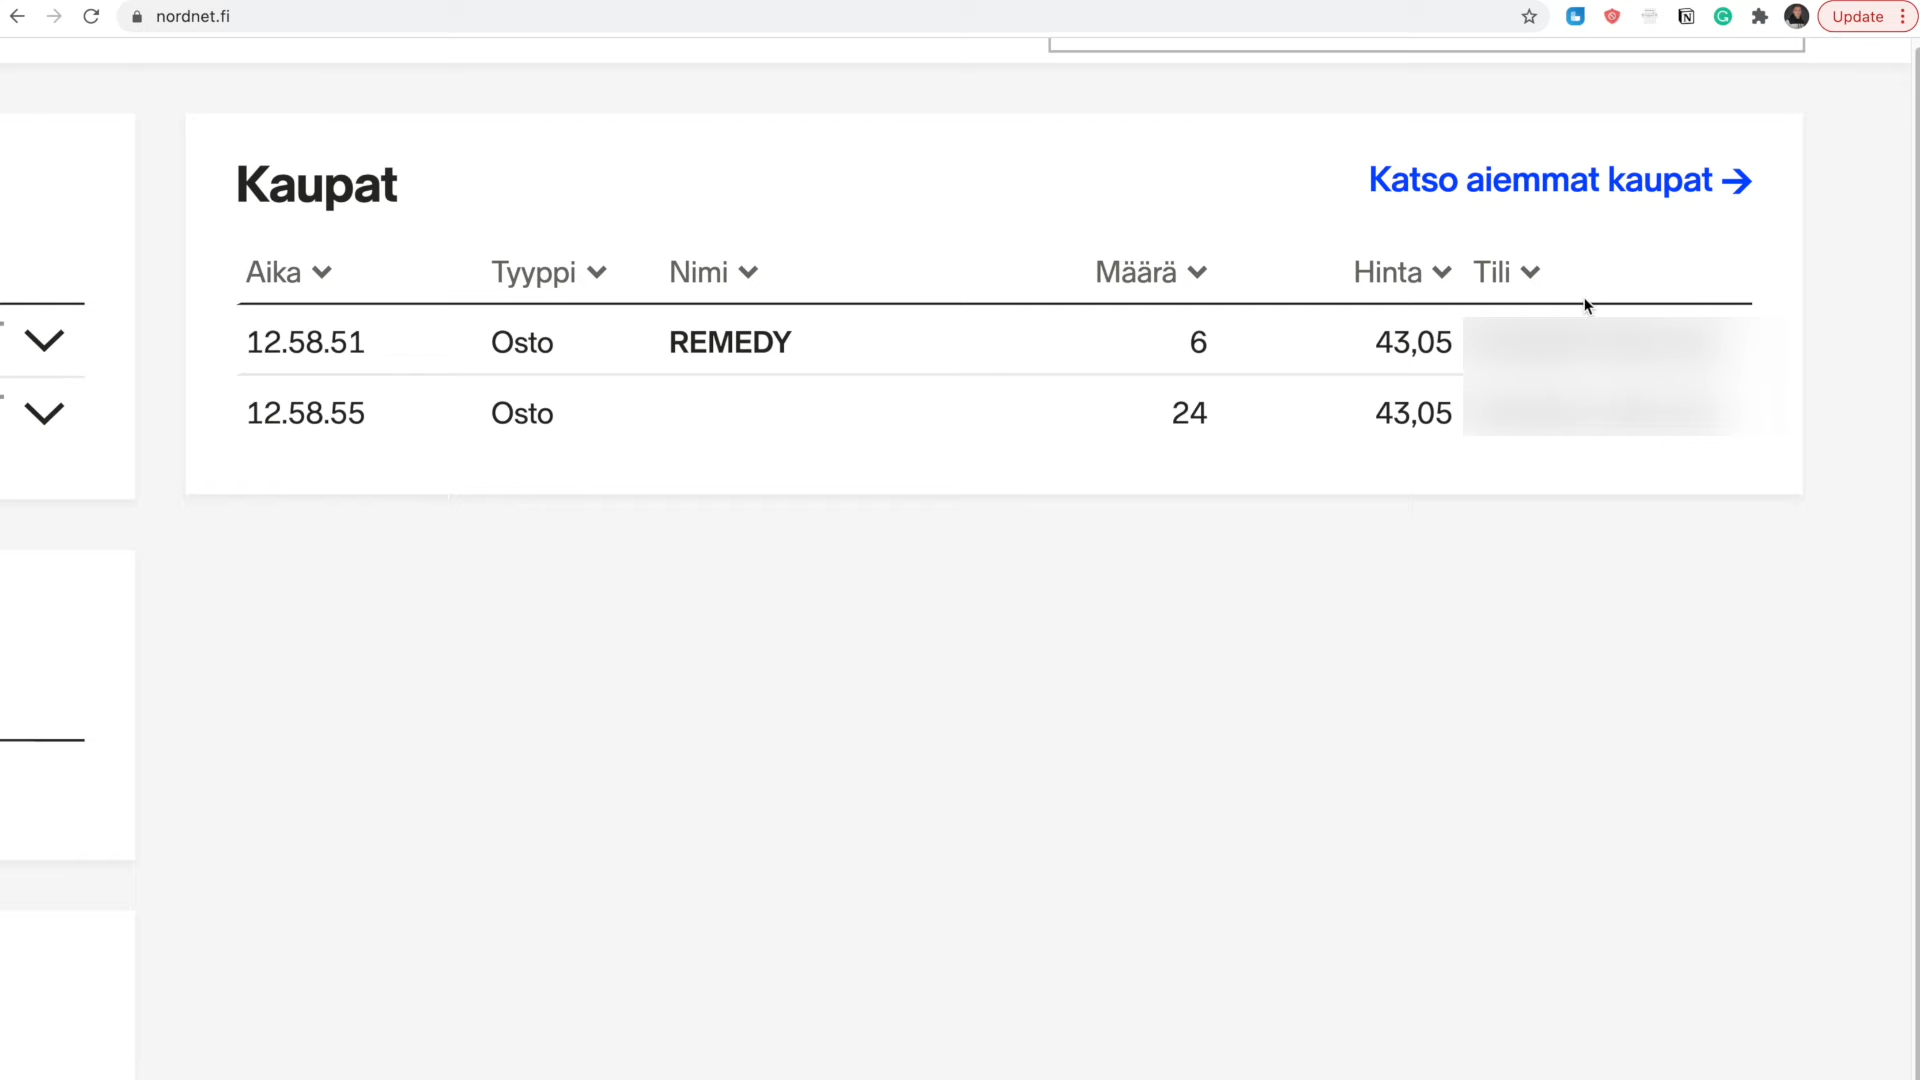 nordnet.fi
Update
Kaupat
Katso aiemmat kaupat
Aika Tyyppi Nimi Määrä Hinta Tili
12.58.51 Osto REMEDY 6 43,05
12.58.55 Osto 24 43,05